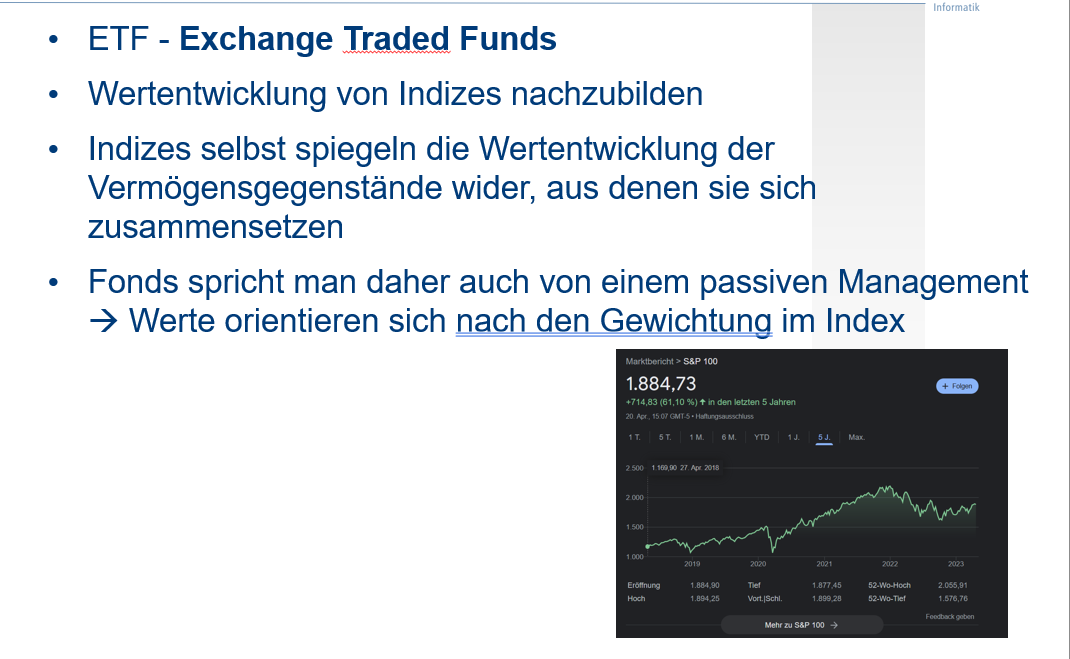 Informatik
• ETF - Exchange Traded Funds
• Wertentwicklung von Indizes nachzubilden
• Indizes selbst spiegeln die Wertentwicklung der
Vermögensgegenstände wider, aus denen sie sich
zusammensetzen
• Fonds spricht man daher auch von einem passiven Management
→ Werte orientieren sich nach den Gewichtung im Index
Marktbericht > S&P 100
1.884,73
+ Folgen
+714,83 (61,10 %) ↑ in den letzten 5 Jahren
20. Apr., 15:07 GMT-5 • Haftungsausschluss
1 T. 5 T. 1 M. 6 M. YTD 1 J. 5 J. Max.
2.500 1.169,90 27. Apr. 2018
2.000
1.500
1.000
2019 2020 2021 2022 2023
Eröffnung 1.884,90 Tief 1.877,45 52-Wo-Hoch 2.055,91
Hoch 1.894,25 Vort.|Schl. 1.899,28 52-Wo-Tief 1.576,76
Feedback geben
Mehr zu S&P 100 →